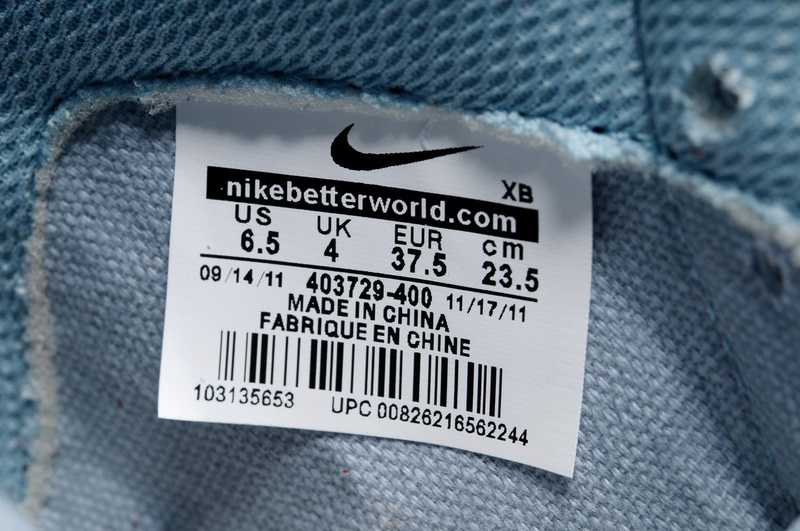 XB
nikebetterworld.com
US UK EUR cm
6.5 4 37.5 23.5
09/14/11 403729-400 11/17/11
MADE IN CHINA
FABRIQUE EN CHINE
103135653 UPC 00826216562244